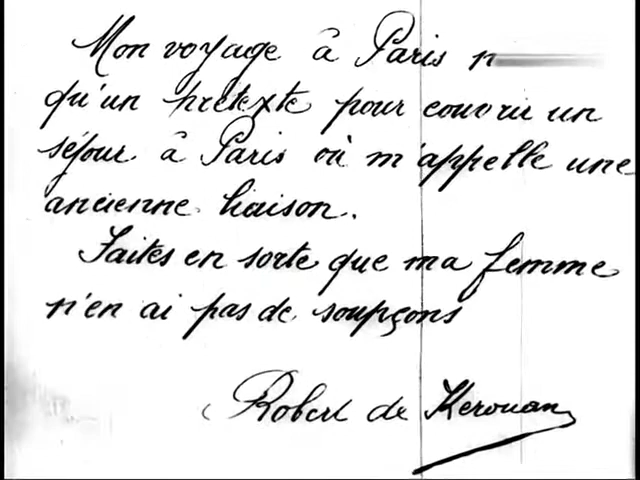 Mon voyage à Paris n
qu'un prétexte pour couvrir un
séjour à Paris où m'appelle une
ancienne liaison.
Faites en sorte que ma femme
n'en ai pas de soupçons
Robert de Kerouan